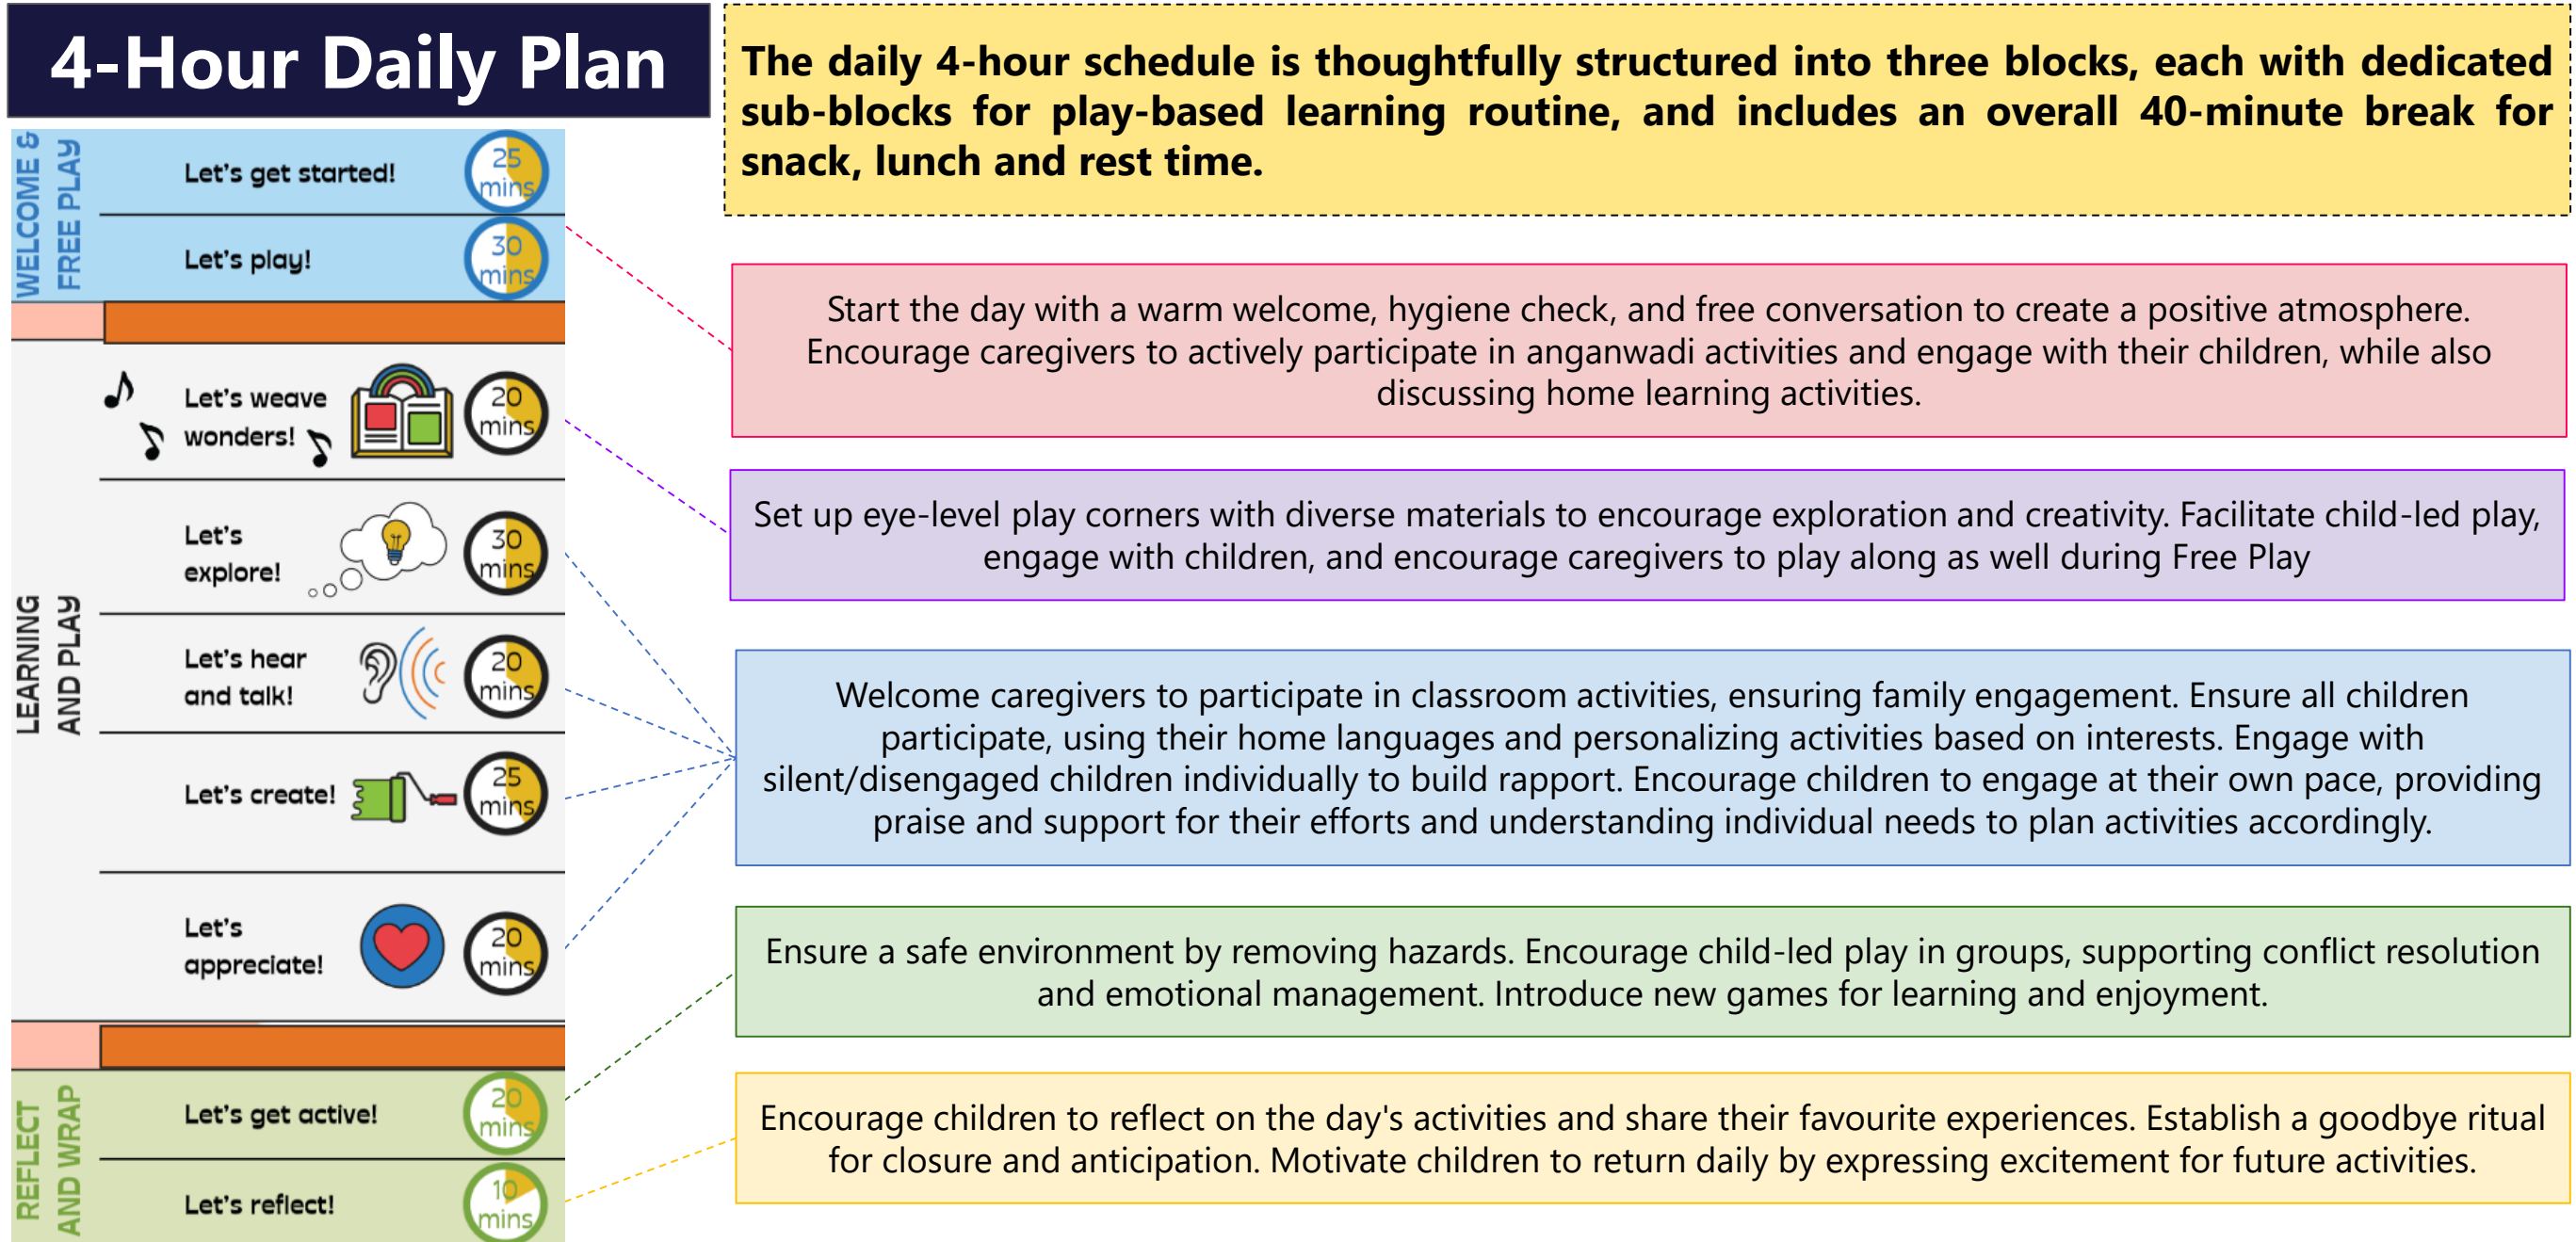 4-Hour Daily Plan
The daily 4-hour schedule is thoughtfully structured into three blocks, each with dedicated
sub-blocks for play-based learning routine, and includes an overall 40-minute break for
snack, lunch and rest time.
WELCOME &
FREE PLAY
Let's get started!
25
mins
Let's play!
30
mins
LEARNING
AND PLAY
Let's weave
wonders!
20
mins
Let's
explore!
30
mins
Let's hear
and talk!
20
mins
Let's create!
25
mins
Let's
appreciate!
20
mins
REFLECT
AND WRAP
Let's get active!
20
mins
Let's reflect!
10
mins
Start the day with a warm welcome, hygiene check, and free conversation to create a positive atmosphere.
Encourage caregivers to actively participate in anganwadi activities and engage with their children, while also
discussing home learning activities.
Set up eye-level play corners with diverse materials to encourage exploration and creativity. Facilitate child-led play,
engage with children, and encourage caregivers to play along as well during Free Play
Welcome caregivers to participate in classroom activities, ensuring family engagement. Ensure all children
participate, using their home languages and personalizing activities based on interests. Engage with
silent/disengaged children individually to build rapport. Encourage children to engage at their own pace, providing
praise and support for their efforts and understanding individual needs to plan activities accordingly.
Ensure a safe environment by removing hazards. Encourage child-led play in groups, supporting conflict resolution
and emotional management. Introduce new games for learning and enjoyment.
Encourage children to reflect on the day's activities and share their favourite experiences. Establish a goodbye ritual
for closure and anticipation. Motivate children to return daily by expressing excitement for future activities.